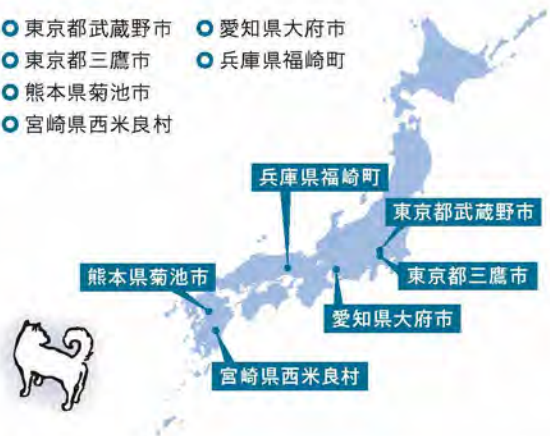 東京都武蔵野市
愛知県大府市
東京都三鷹市
兵庫県福崎町
熊本県菊池市
宮崎県西米良村
兵庫県福崎町
東京都武蔵野市
熊本県菊池市
東京都三鷹市
愛知県大府市
宮崎県西米良村